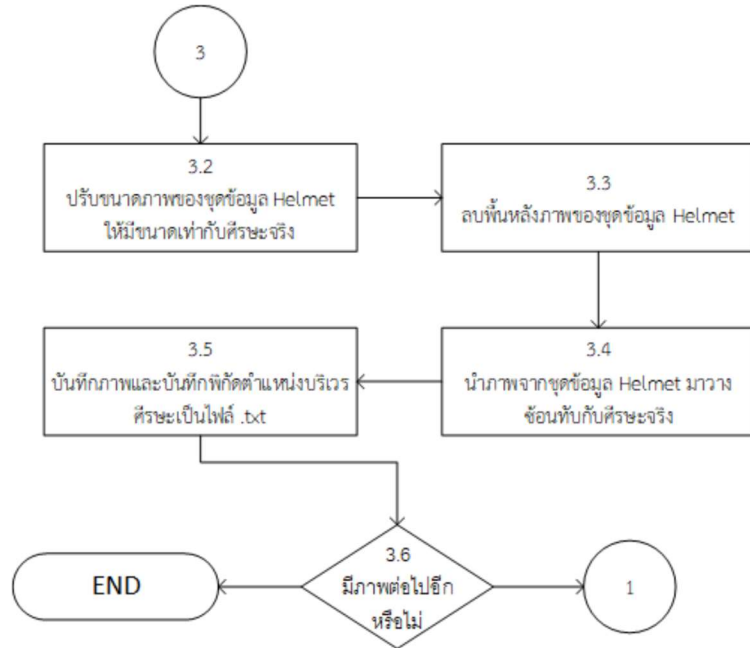 3
3.2
ปรับขนาดภาพของชุดข้อมูล Helmet
ให้มีขนาดเท่ากับศีรษะจริง
3.3
ลบพื้นหลังภาพของชุดข้อมูล Helmet
3.4
นำภาพจากชุดข้อมูล Helmet มาวาง
ซ้อนทับกับศีรษะจริง
3.5
บันทึกภาพและบันทึกพิกัดตำแหน่งบริเวร
ศีรษะเป็นไฟล์ .txt
3.6
มีภาพต่อไปอีก
หรือไม่
END
1